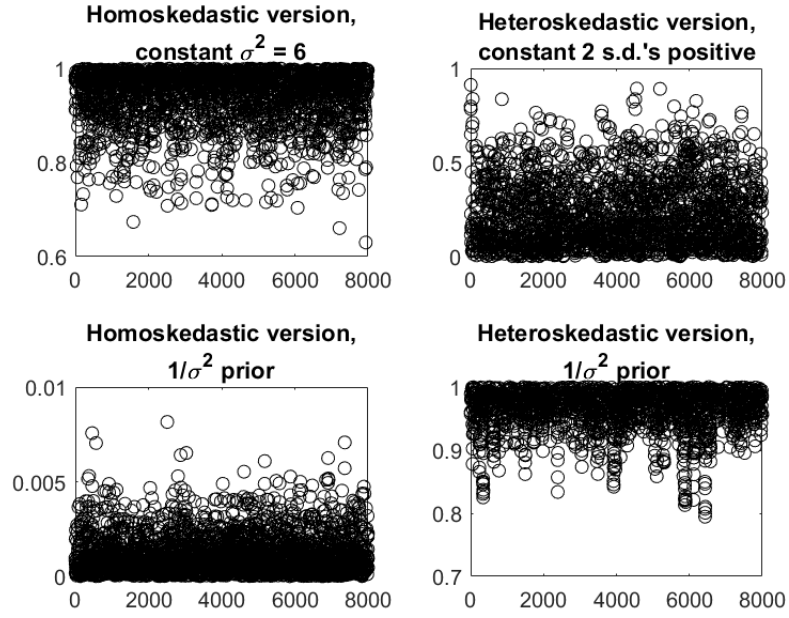 Homoskedastic version,
constant σ² = 6
1
0.8
0.6
0 2000 4000 6000 8000
Heteroskedastic version,
constant 2 s.d.'s positive
1
0.5
0
0 2000 4000 6000 8000
Homoskedastic version,
1/σ² prior
0.01
0.005
0
0 2000 4000 6000 8000
Heteroskedastic version,
1/σ² prior
1
0.9
0.8
0.7
0 2000 4000 6000 8000